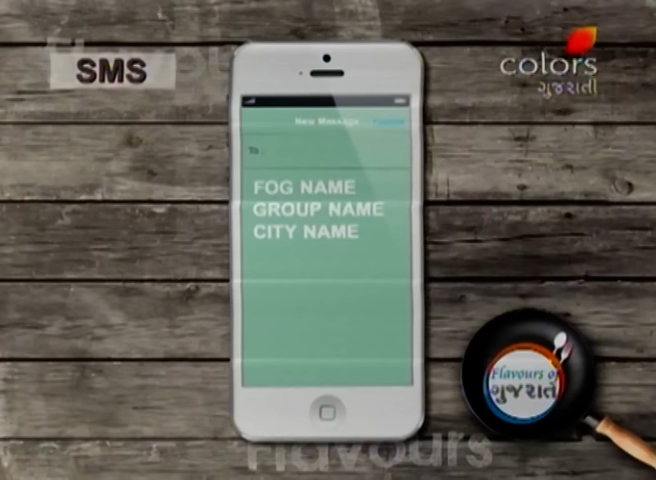 SMS
colors
ગુજરાતી
New Message
To :
FOG NAME
GROUP NAME
CITY NAME
Flavours of
ગુજરાત
Flavours